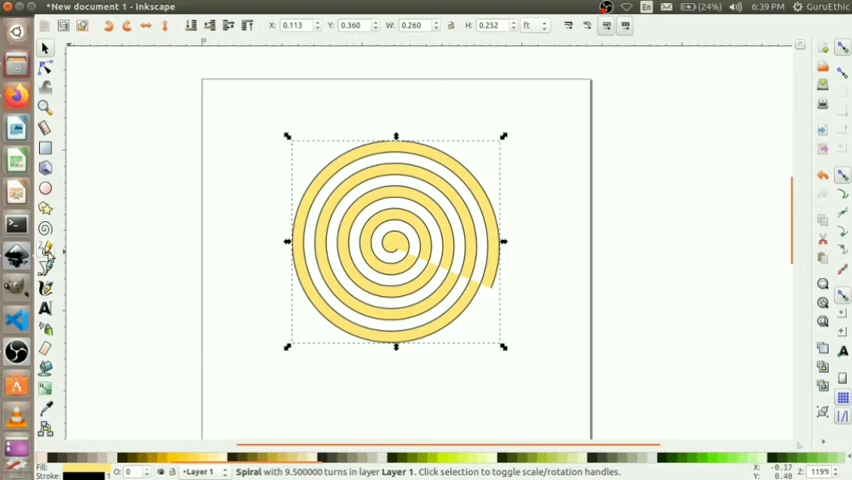 New document 1 - Inkscape
En
(24%)
6:39 PM
GuruEthic
X: 0.113
Y: 0.360
W: 0.260
H: 0.252
ft
Fill:
Stroke:
O: 0
•Layer 1
Spiral with 9.500000 turns in layer Layer 1. Click selection to toggle scale/rotation handles.
X: -0.17
Y: 0.48
Z: 119%